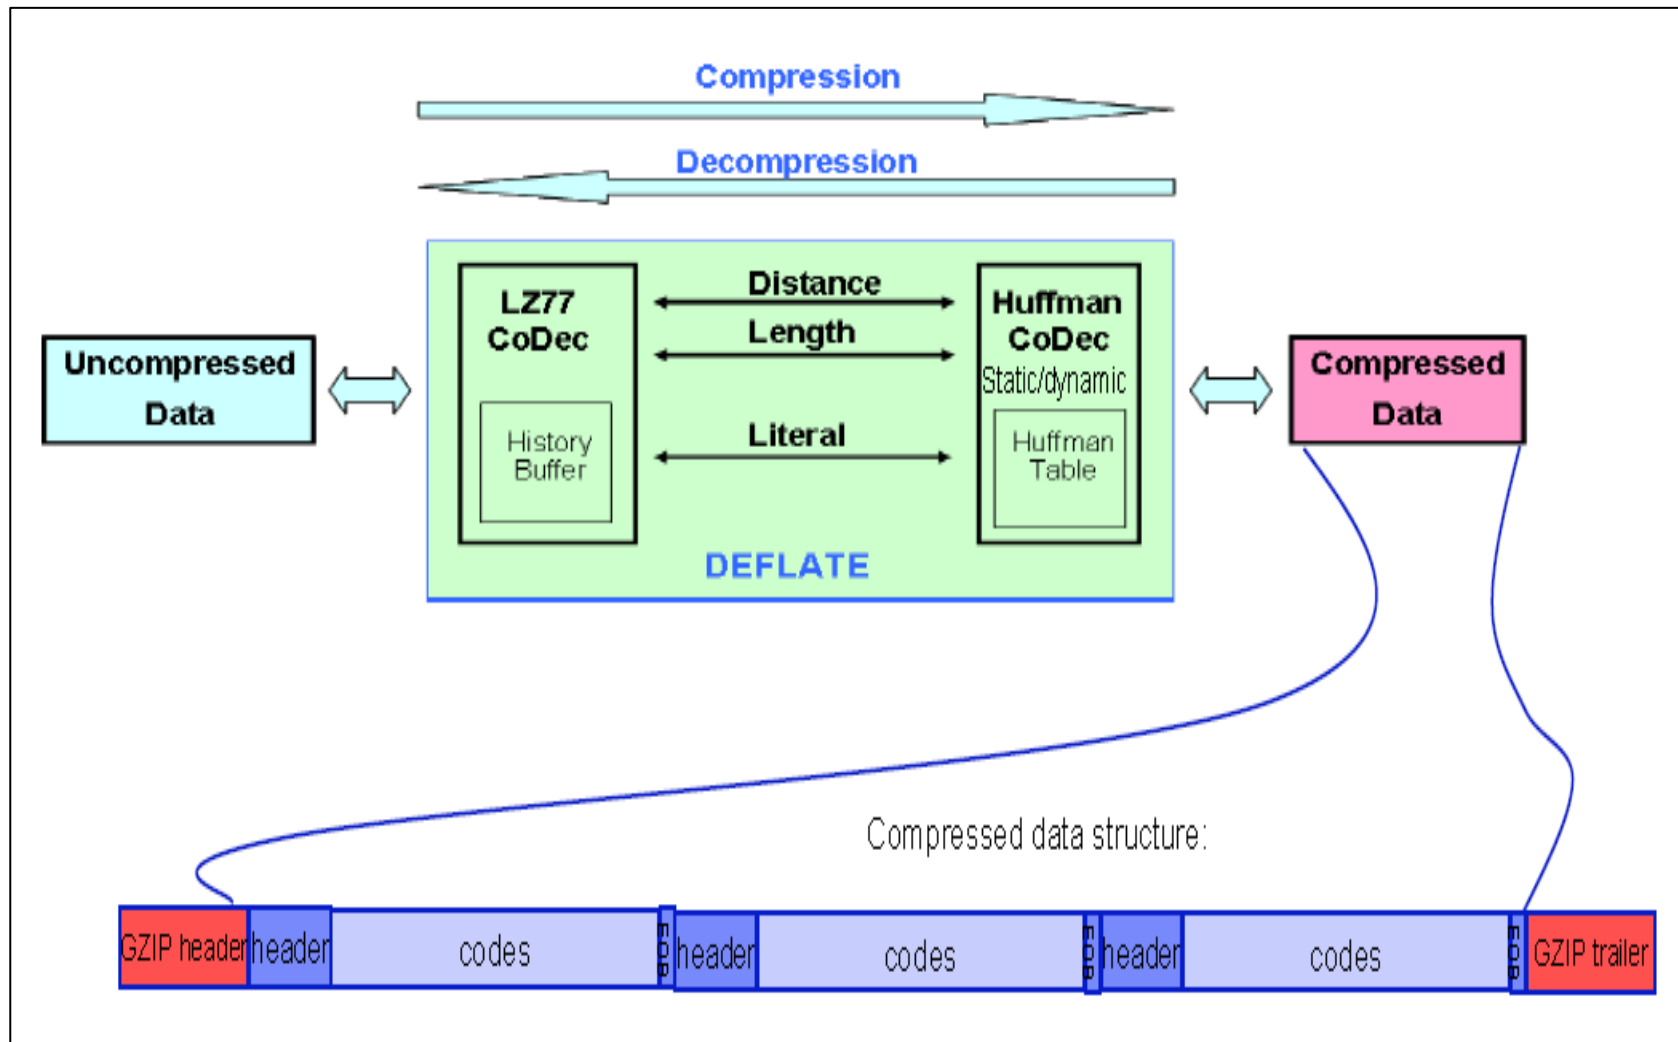 Compression
Decompression
Uncompressed
Data
LZ77
CoDec
History
Buffer
Distance
Length
Literal
Huffman
CoDec
Static/dynamic
Huffman
Table
DEFLATE
Compressed
Data
Compressed data structure:
GZIP header header codes EOB header codes EOB header codes EOB GZIP trailer